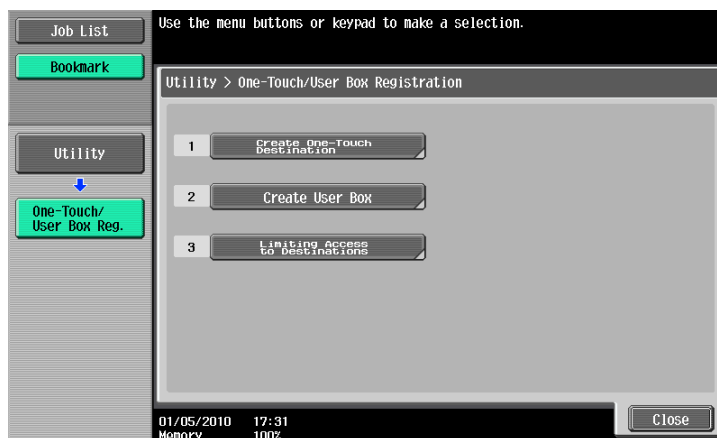 Job List
Use the menu buttons or keypad to make a selection.
Bookmark
Utility > One-Touch/User Box Registration
Utility
One-Touch/
User Box Reg.
1 Create One-Touch
Destination
2 Create User Box
3 Limiting Access
to Destinations
01/05/2010 17:31
Memory 100%
Close